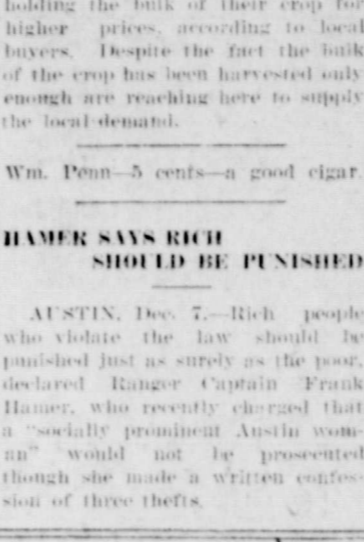 holding the bulk of their crop for
higher prices, according to local
buyers. Despite the fact the bulk
of the crop has been harvested only
enough are reaching here to supply
the local demand.
Wm. Penn—5 cents—a good cigar.
HAMER SAYS RICH
SHOULD BE PUNISHED
AUSTIN, Dec. 7.—Rich people
who violate the law should be
punished just as surely as the poor,
declared Ranger Captain Frank
Hamer, who recently charged that
a "socially prominent Austin wom-
an" would not be prosecuted
though she made a written confes-
sion of three thefts.